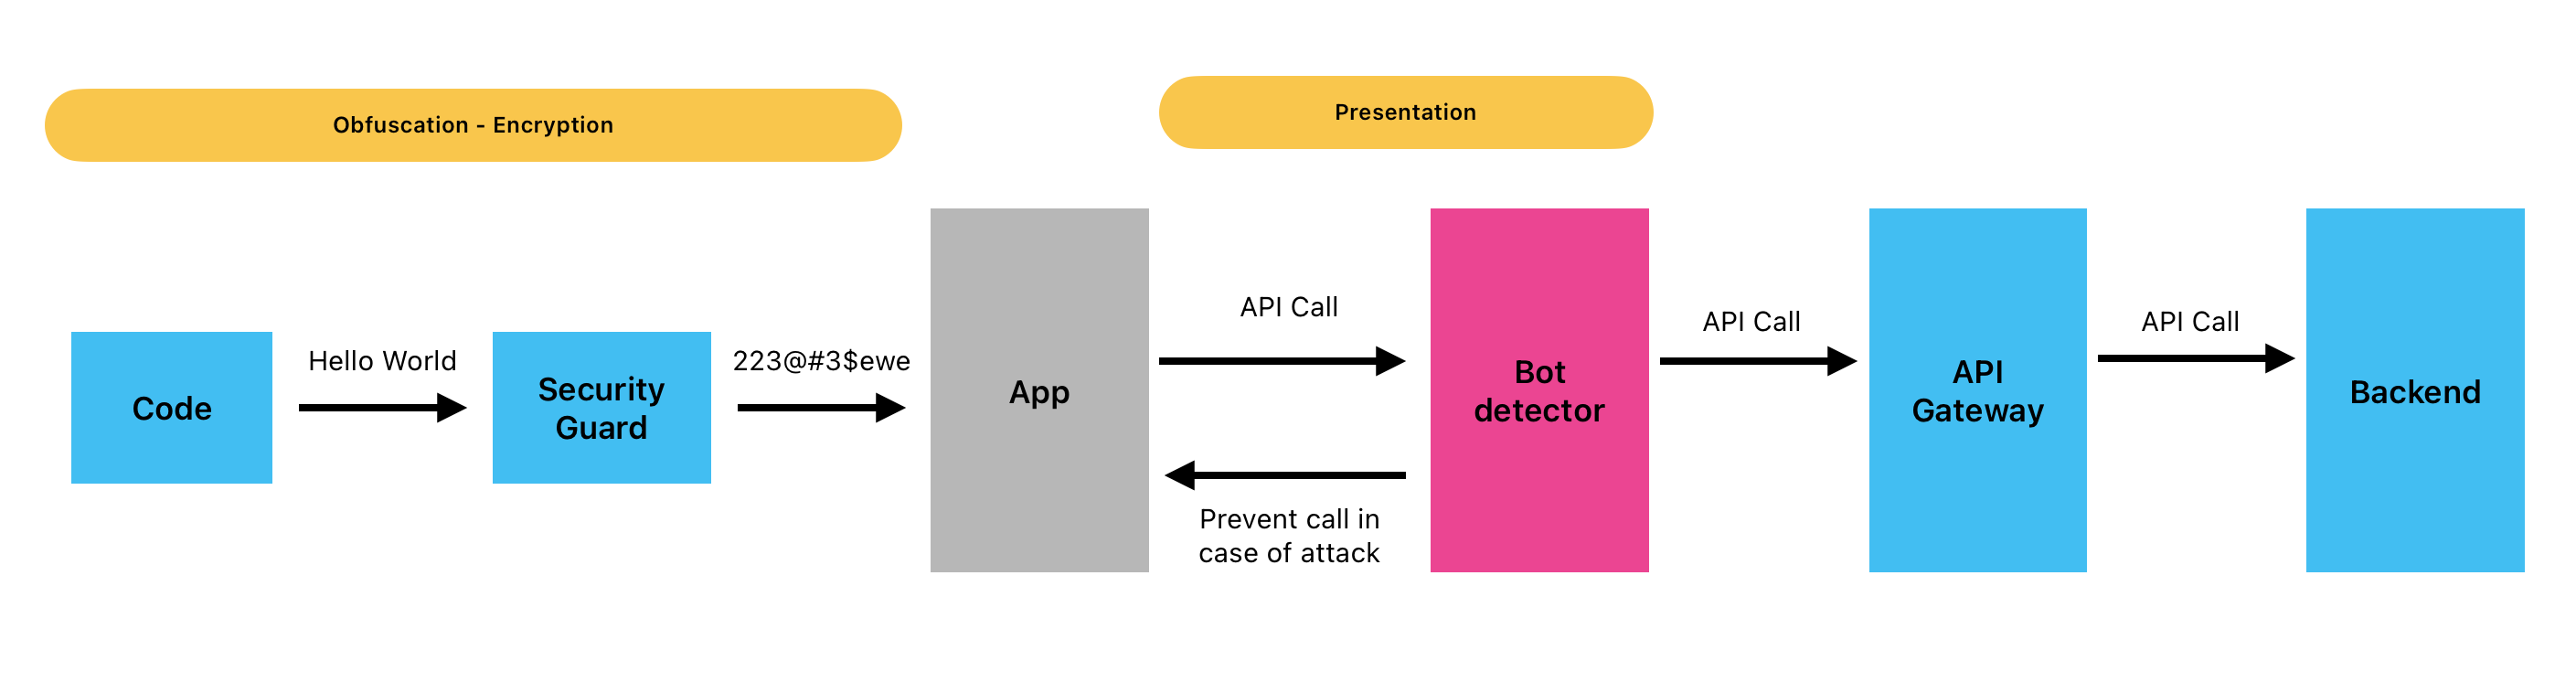 Obfuscation - Encryption
Presentation
Code
Hello World
Security
Guard
223@#3$ewe
App
API Call
Prevent call in
case of attack
Bot
detector
API Call
API
Gateway
API Call
Backend